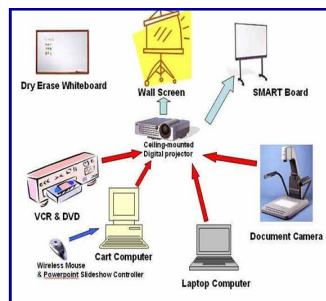 Dry Erase Whiteboard
Wall Screen
SMART Board
Ceiling-mounted
Digital projector
VCR & DVD
Cart Computer
Document Camera
Wireless Mouse
& Powerpoint Slideshow Controller
Laptop Computer